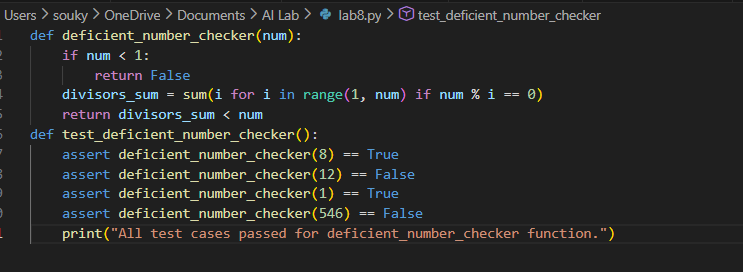 Users > souky > OneDrive > Documents > AI Lab > lab8.py > test_deficient_number_checker
def deficient_number_checker(num):
    if num < 1:
        return False
    divisors_sum = sum(i for i in range(1, num) if num % i == 0)
    return divisors_sum < num
def test_deficient_number_checker():
    assert deficient_number_checker(8) == True
    assert deficient_number_checker(12) == False
    assert deficient_number_checker(1) == True
    assert deficient_number_checker(546) == False
    print("All test cases passed for deficient_number_checker function.")